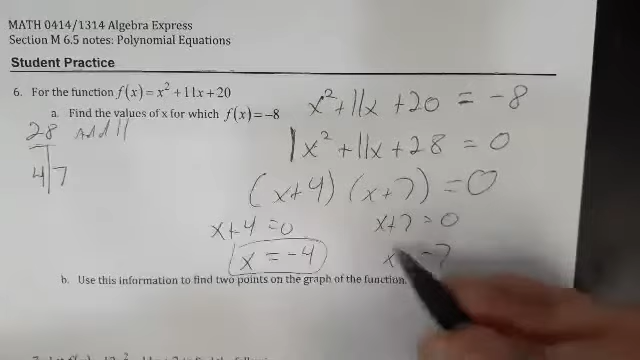 MATH 0414/1314 Algebra Express
Section M 6.5 notes: Polynomial Equations
Student Practice
6. For the function f(x) = x² + 11x + 20
a. Find the values of x for which f(x) = −8
x² + 11x + 20 = −8
28 Add 11
1x² + 11x + 28 = 0
4 | 7
(x+4) (x+7) = 0
x+4 = 0 x+7 = 0
x = −4 x −7
b. Use this information to find two points on the graph of the function.